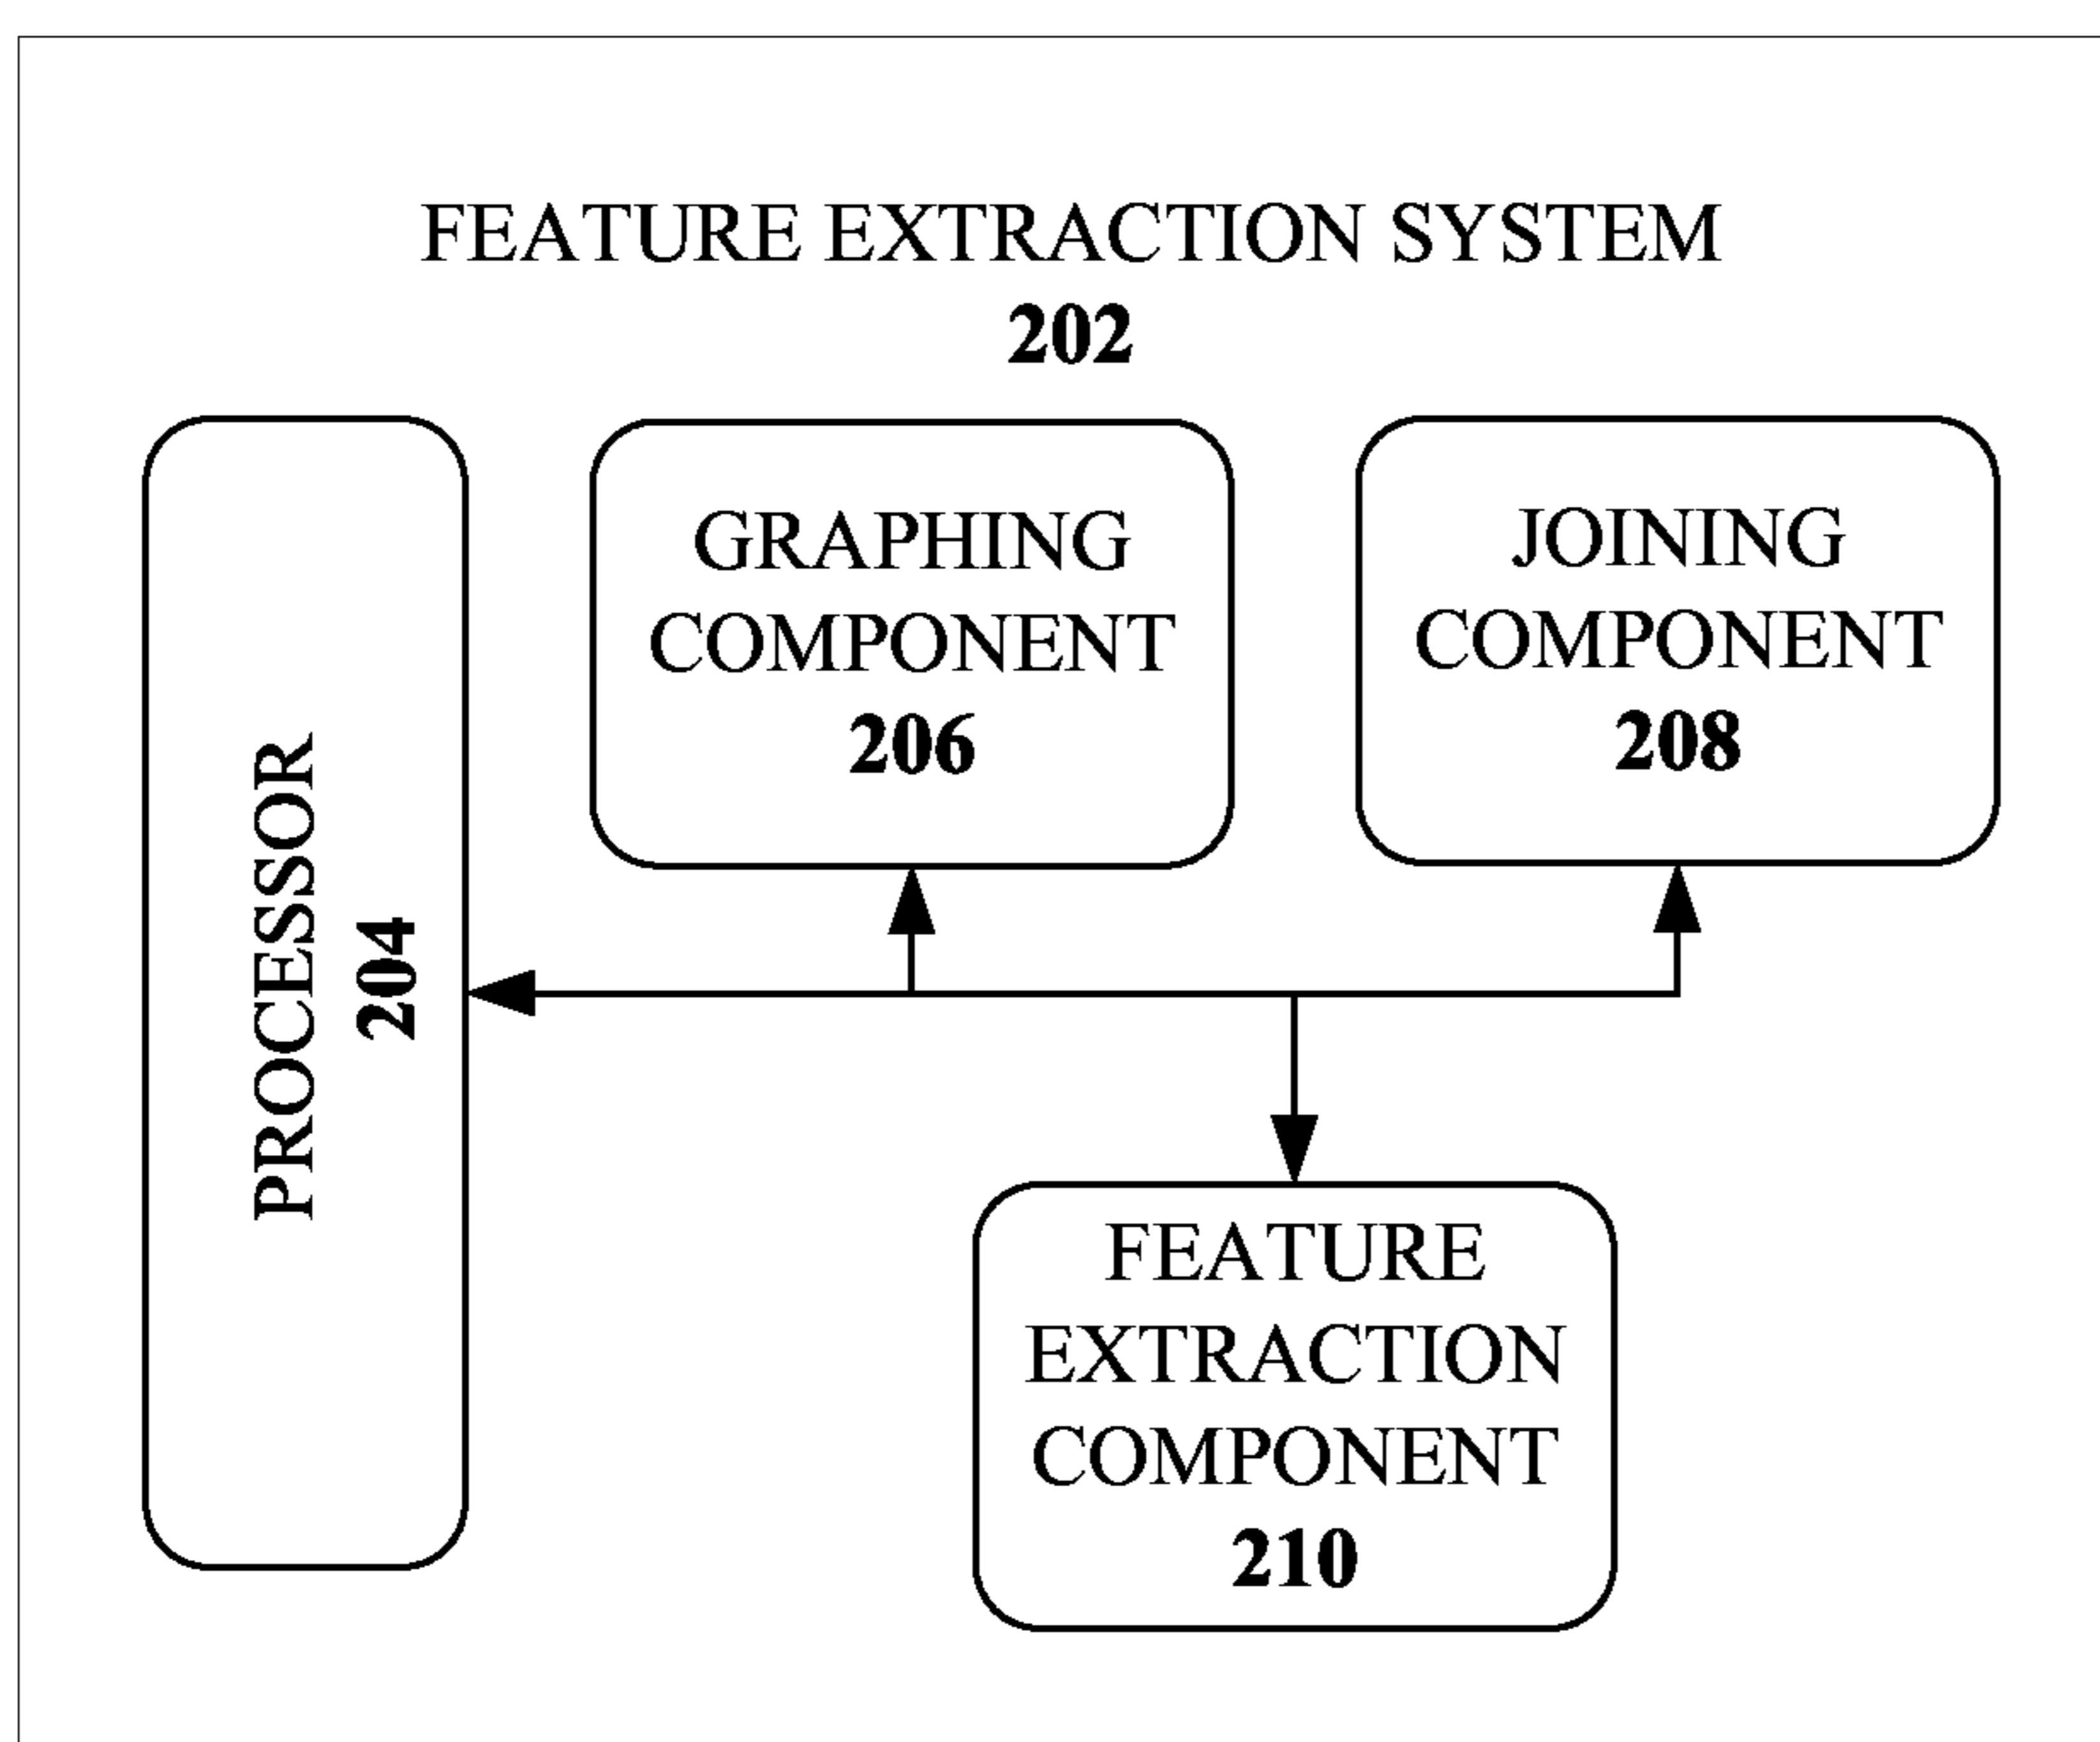 FEATURE EXTRACTION SYSTEM
202
PROCESSOR
204
GRAPHING
COMPONENT
206
JOINING
COMPONENT
208
FEATURE
EXTRACTION
COMPONENT
210